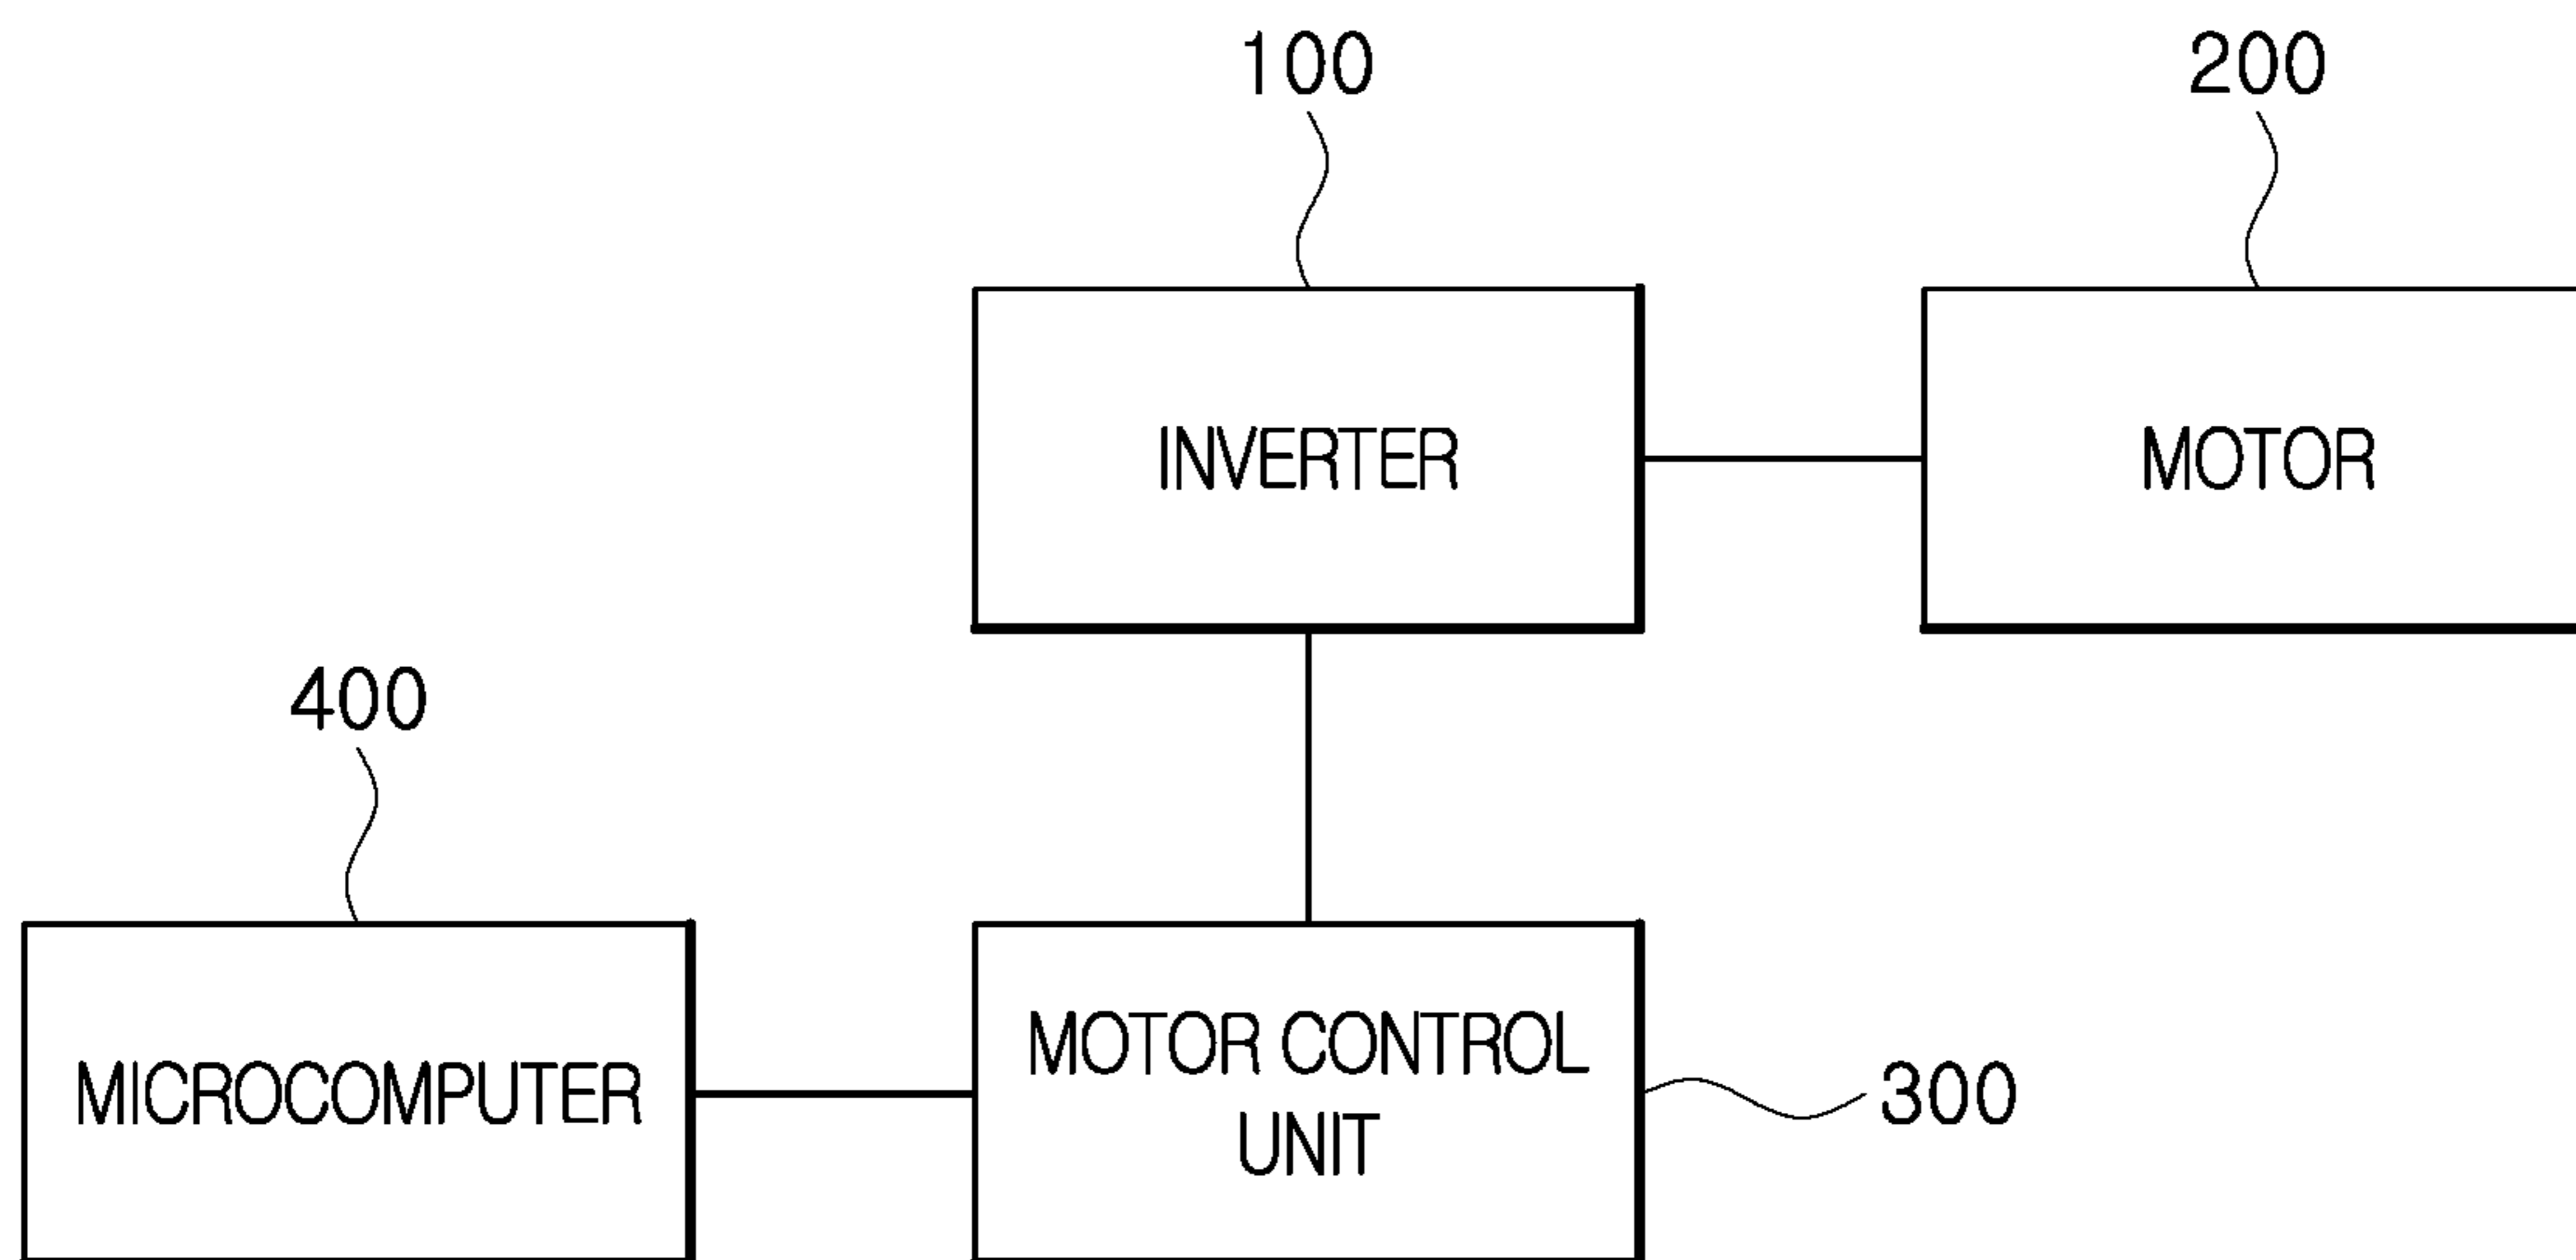 100
200
INVERTER
MOTOR
400
MICROCOMPUTER
MOTOR CONTROL
UNIT
300